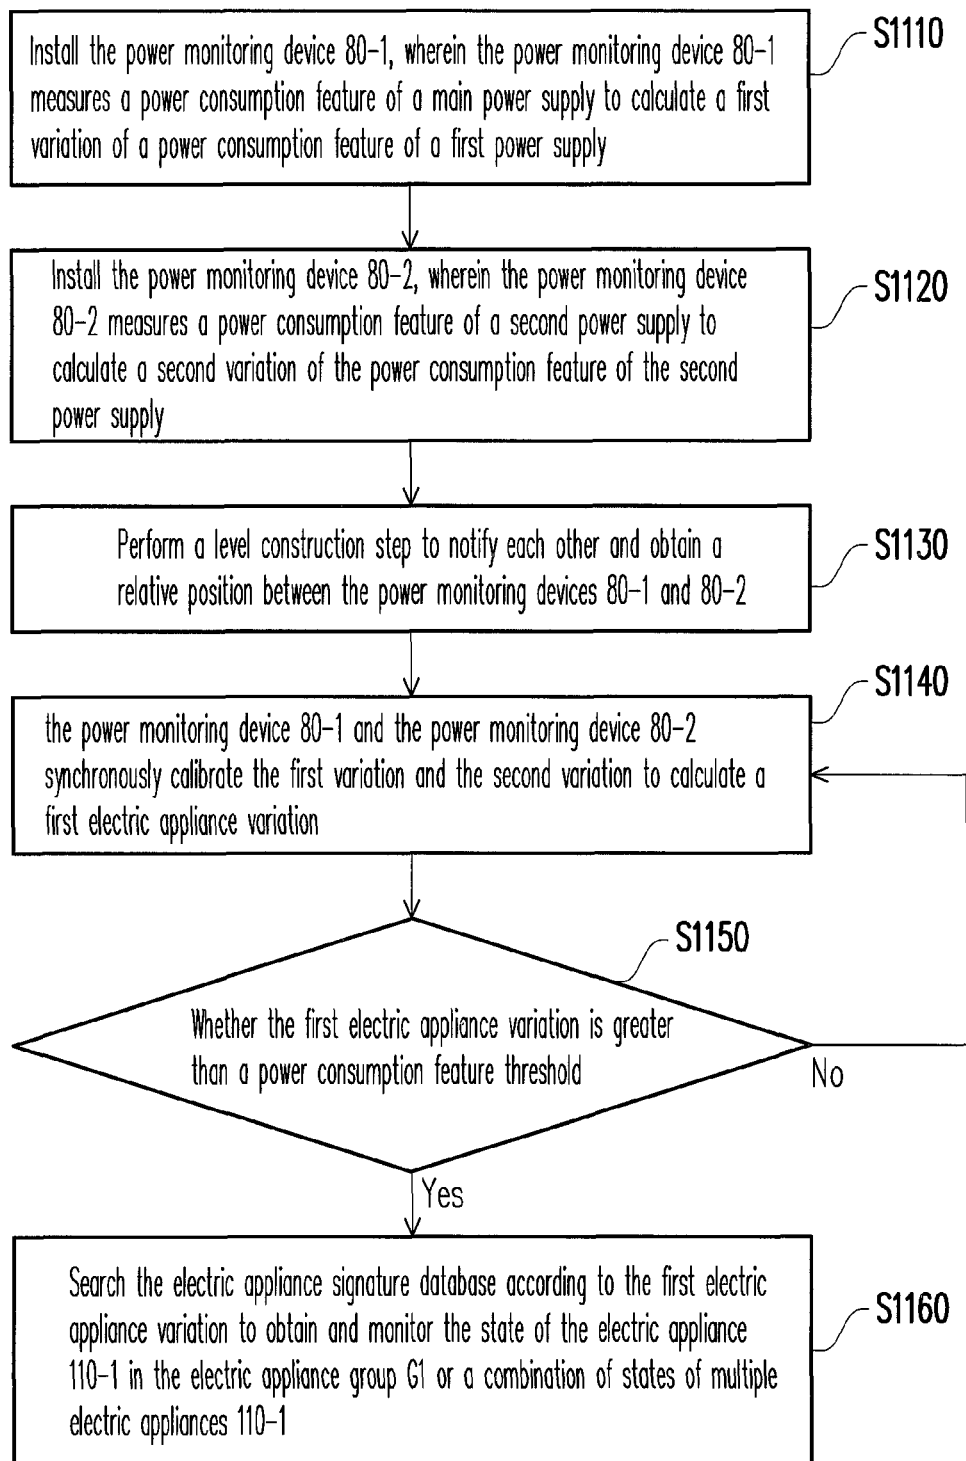 Install the power monitoring device 80-1, wherein the power monitoring device 80-1
measures a power consumption feature of a main power supply to calculate a first
variation of a power consumption feature of a first power supply
S1110
Install the power monitoring device 80-2, wherein the power monitoring device
80-2 measures a power consumption feature of a second power supply to
calculate a second variation of the power consumption feature of the second
power supply
S1120
Perform a level construction step to notify each other and obtain a
relative position between the power monitoring devices 80-1 and 80-2
S1130
the power monitoring device 80-1 and the power monitoring device 80-2
synchronously calibrate the first variation and the second variation to calculate a
first electric appliance variation
S1140
Whether the first electric appliance variation is greater
than a power consumption feature threshold
S1150
No
Yes
Search the electric appliance signature database according to the first electric
appliance variation to obtain and monitor the state of the electric appliance
110-1 in the electric appliance group G1 or a combination of states of multiple
electric appliances 110-1
S1160